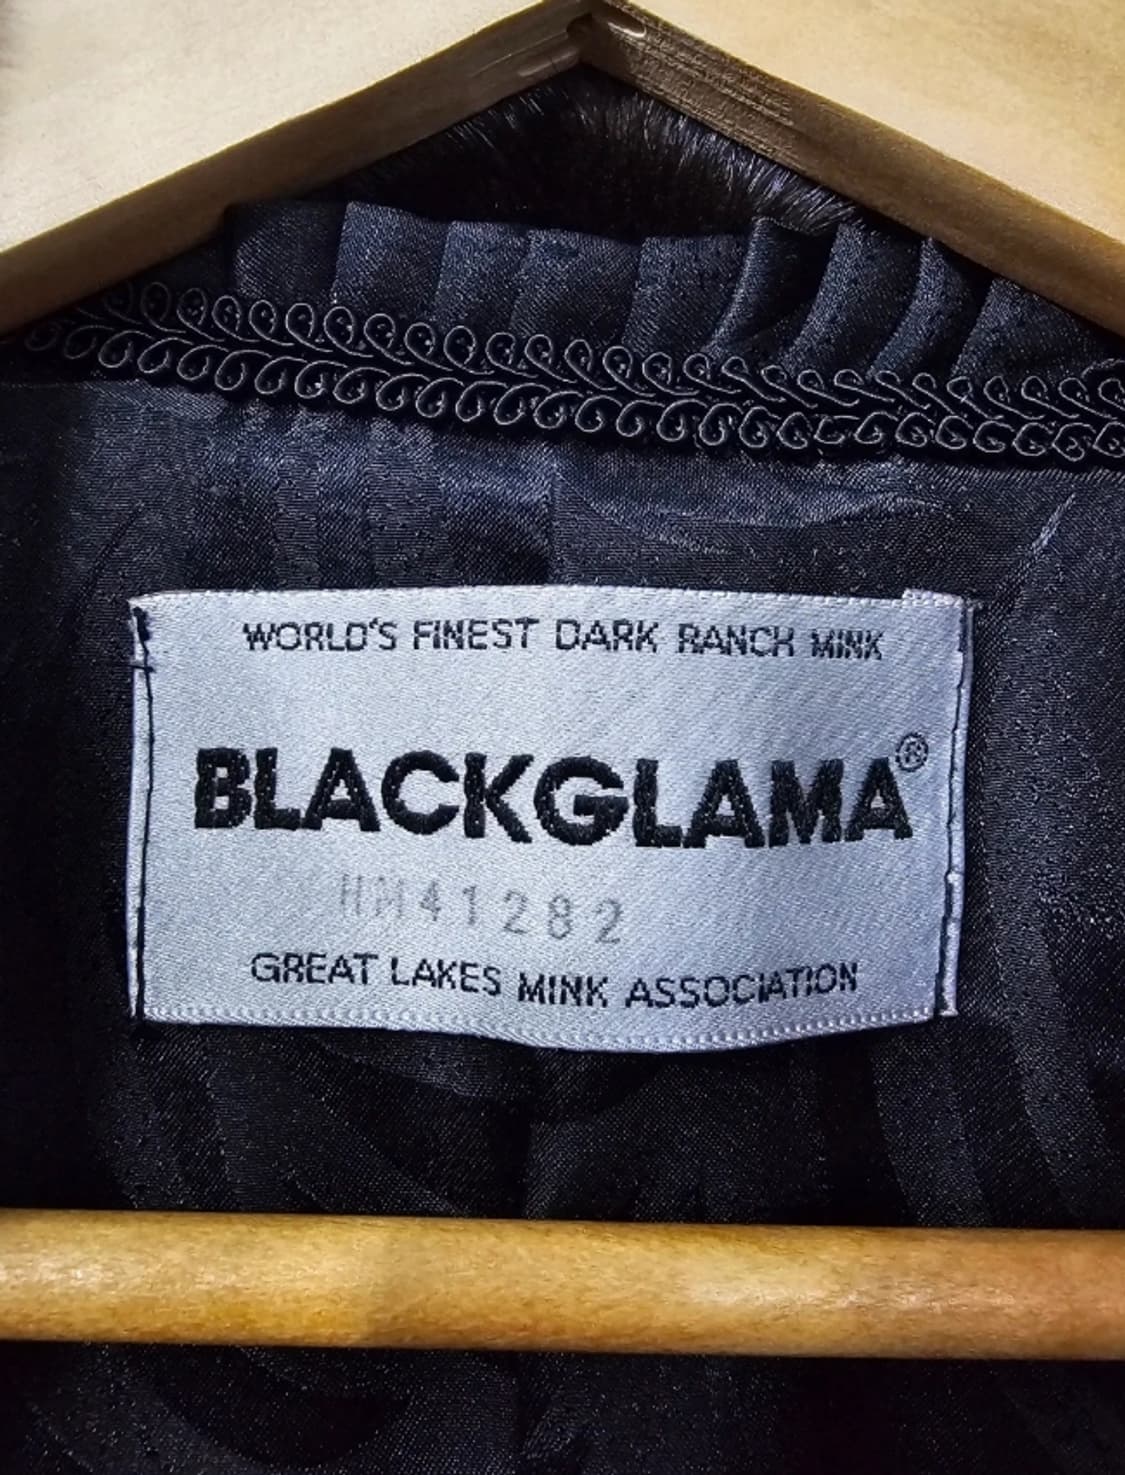 WORLD'S FINEST DARK RANCH MINK
BLACKGLAMA®
HM41282
GREAT LAKES MINK ASSOCIATION